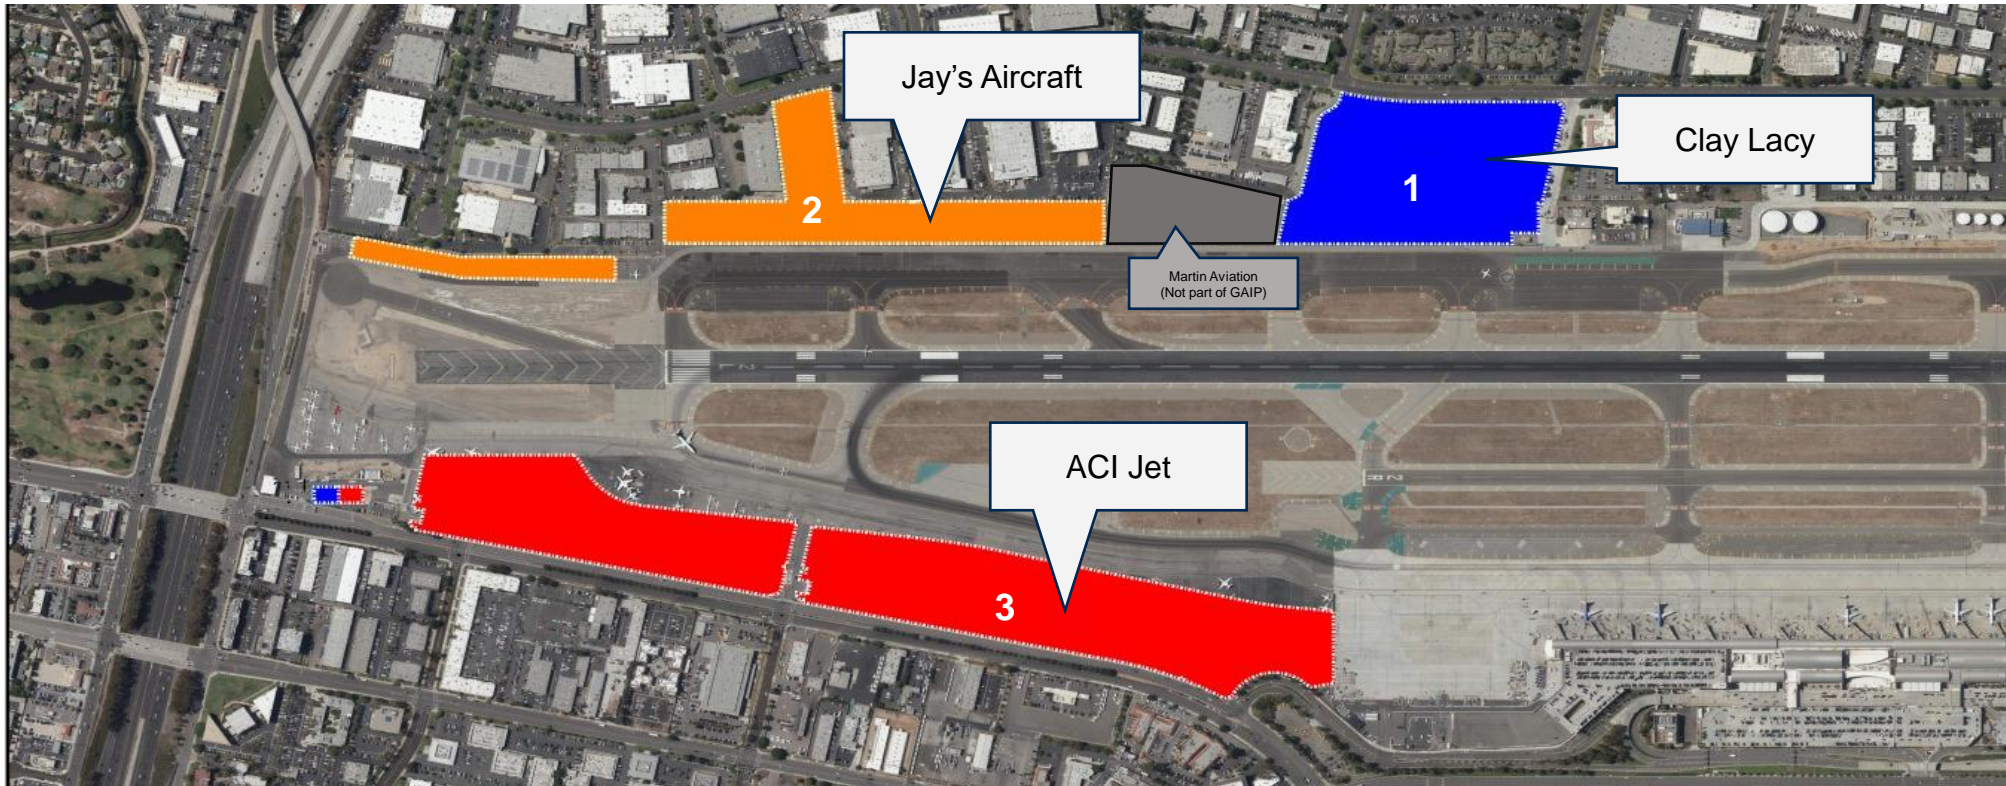 Jay's Aircraft
Clay Lacy
1
2
Martin Aviation
(Not part of GAIP)
ACI Jet
3